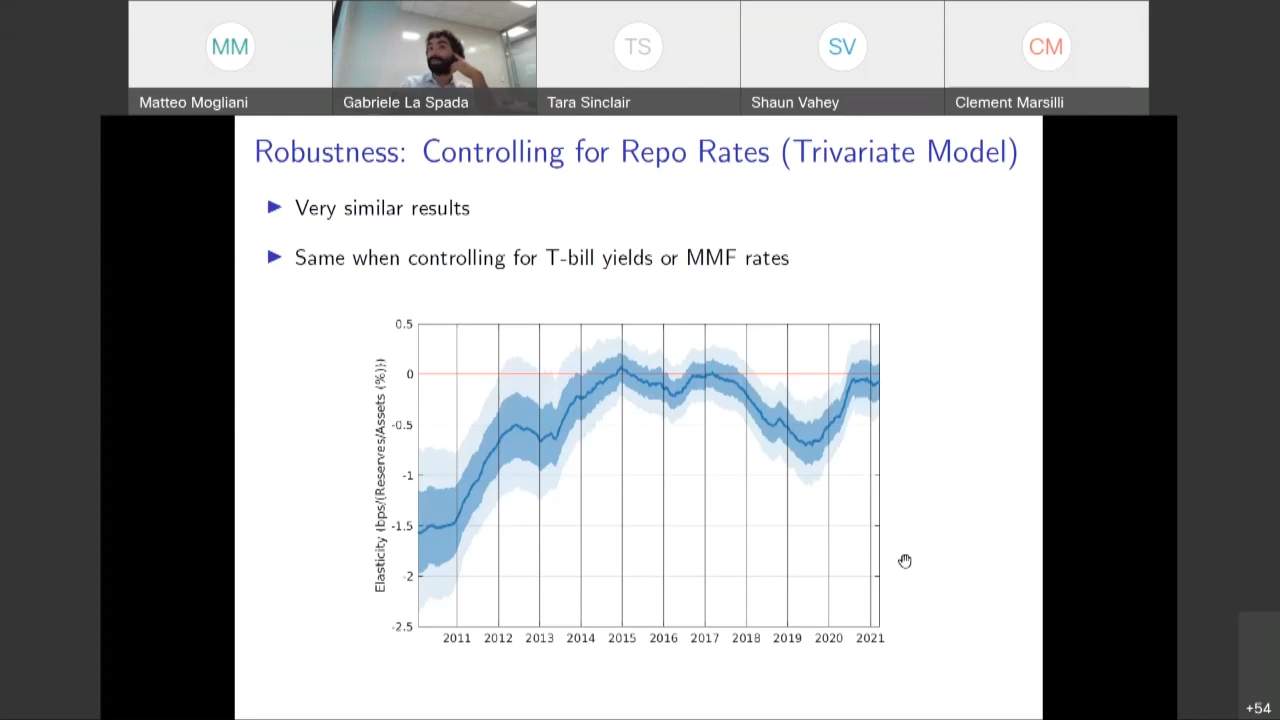 MM
TS
SV
CM
Matteo Mogliani
Gabriele La Spada
Tara Sinclair
Shaun Vahey
Clement Marsilli
Robustness: Controlling for Repo Rates (Trivariate Model)
Very similar results
Same when controlling for T-bill yields or MMF rates
Elasticity (bps/(Reserves/Assets (%)))
0.5
0
-0.5
-1
-1.5
-2
-2.5
2011 2012 2013 2014 2015 2016 2017 2018 2019 2020 2021
+54